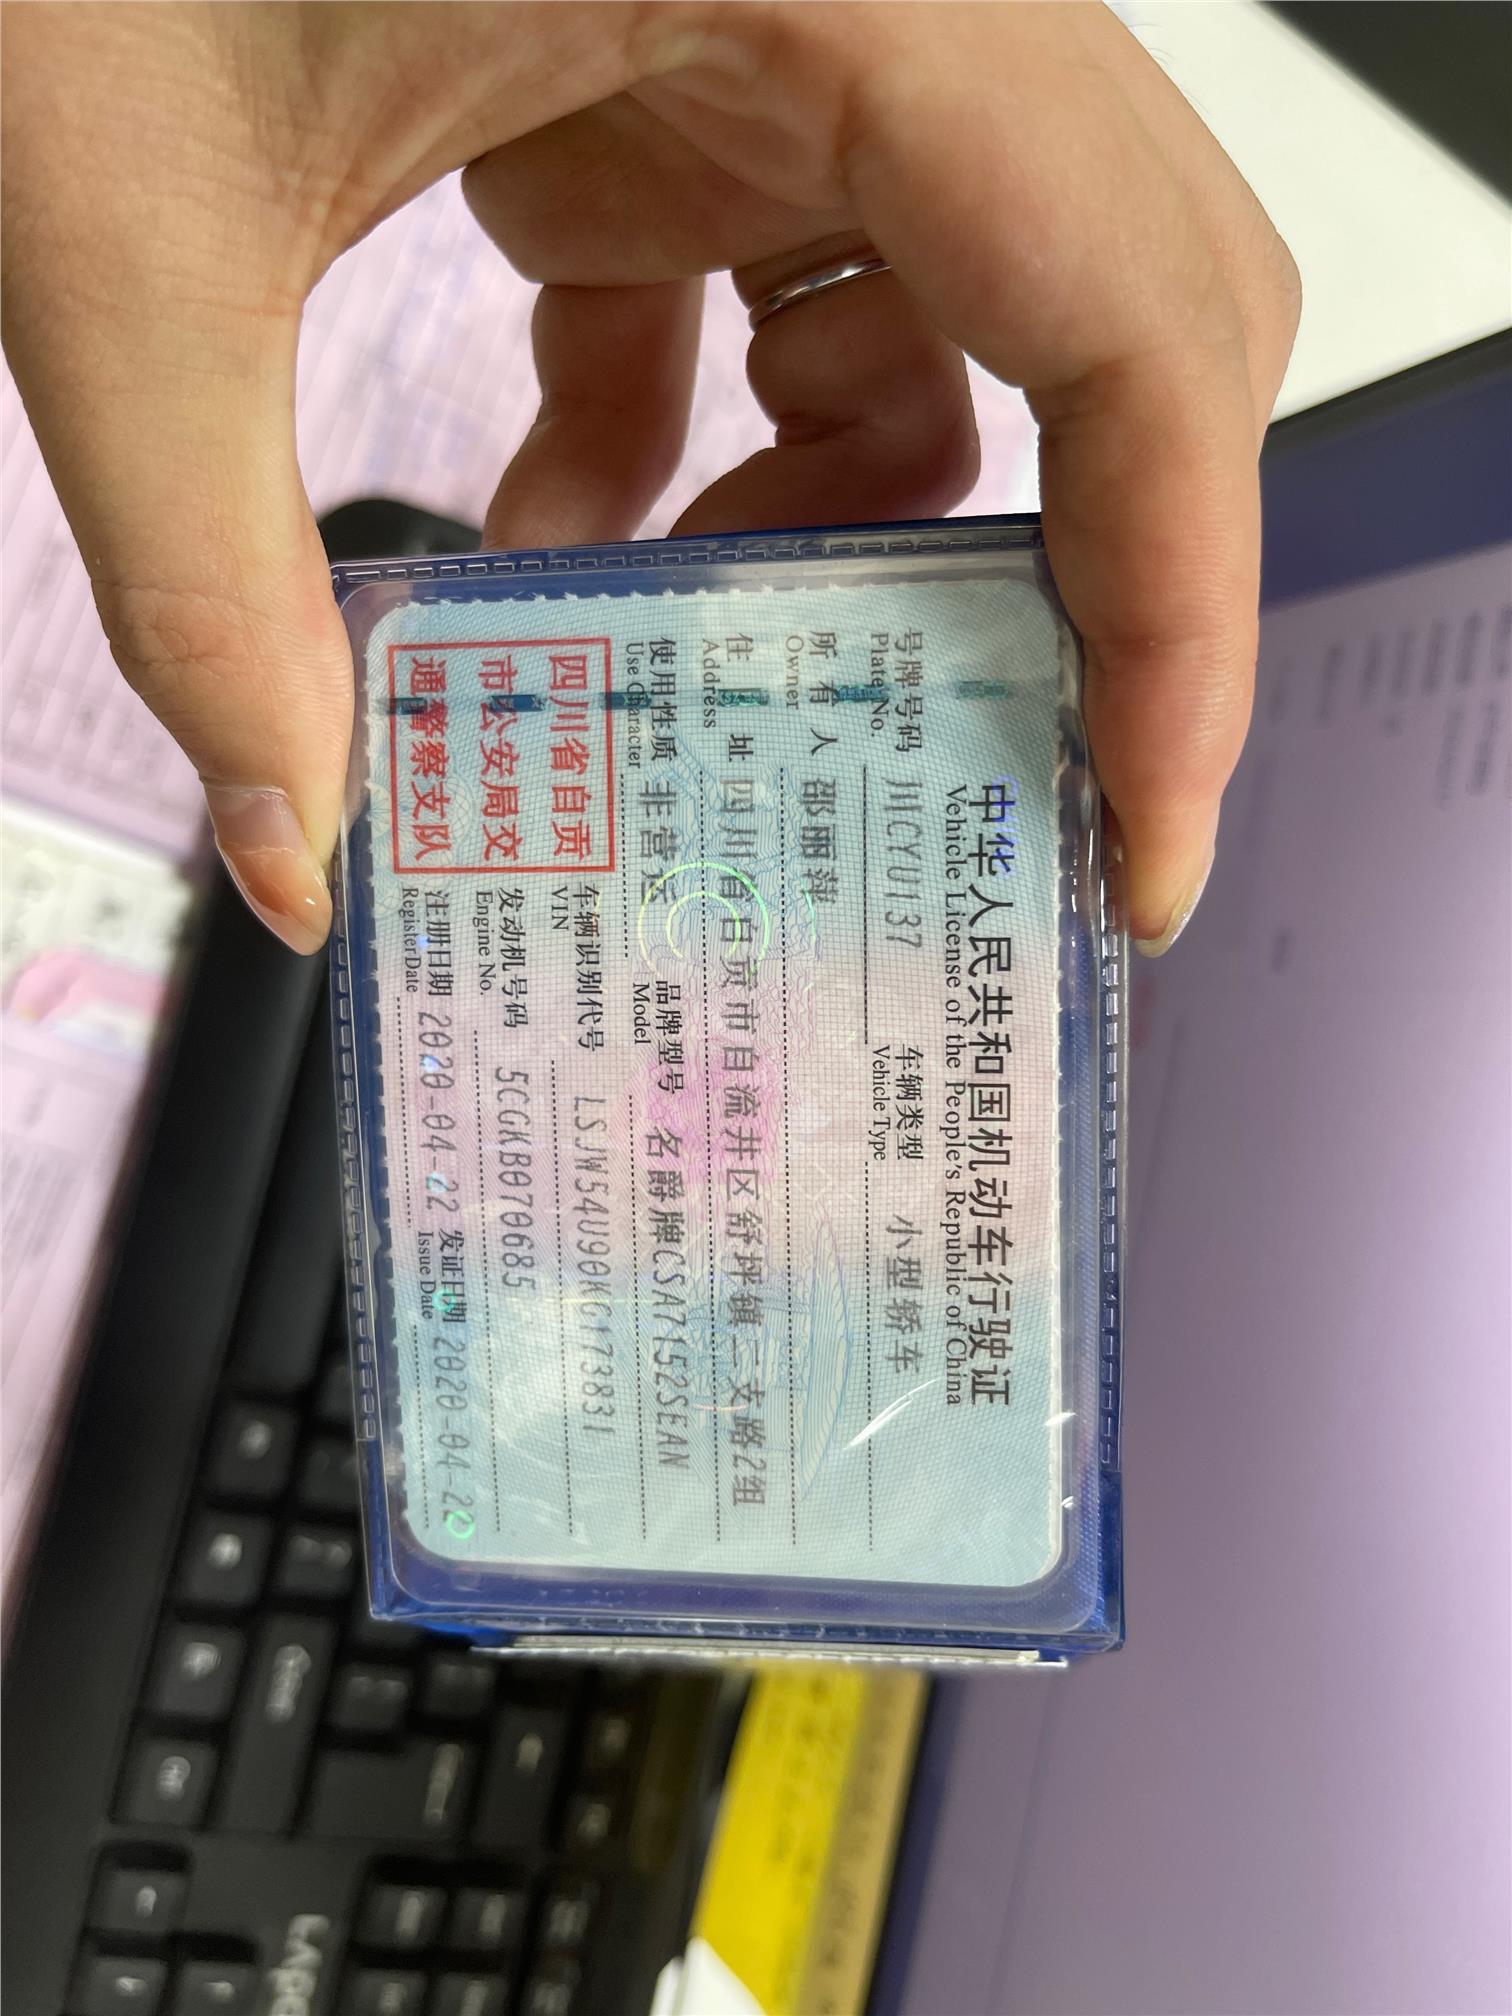 中华人民共和国机动车行驶证
Vehicle License of the People's Republic of China
号牌号码 川CYU137 车辆类型 小型轿车
Plate No. Vehicle Type
所有人 邵丽萍
Owner
住址 四川省自贡市自流井区舒坪镇二支路2组
Address
使用性质 非营运 品牌型号 名爵牌CSA7152SEAN
Use Character Model
四川省自贡
市公安局交
通警察支队
车辆识别代号 LSJW54U90KG173831
VIN
发动机号码 5CGKB070685
Engine No.
注册日期 2020-04-22 发证日期 2020-04-22
Register Date Issue Date